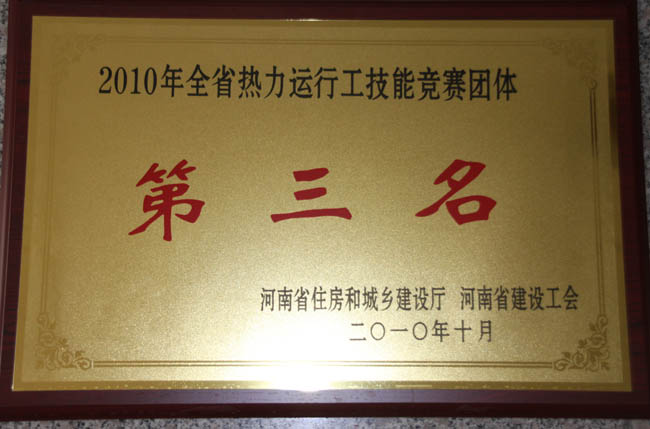 2010年全省热力运行工技能竞赛团体
第三名
河南省住房和城乡建设厅 河南省建设工会
二〇一〇年十月